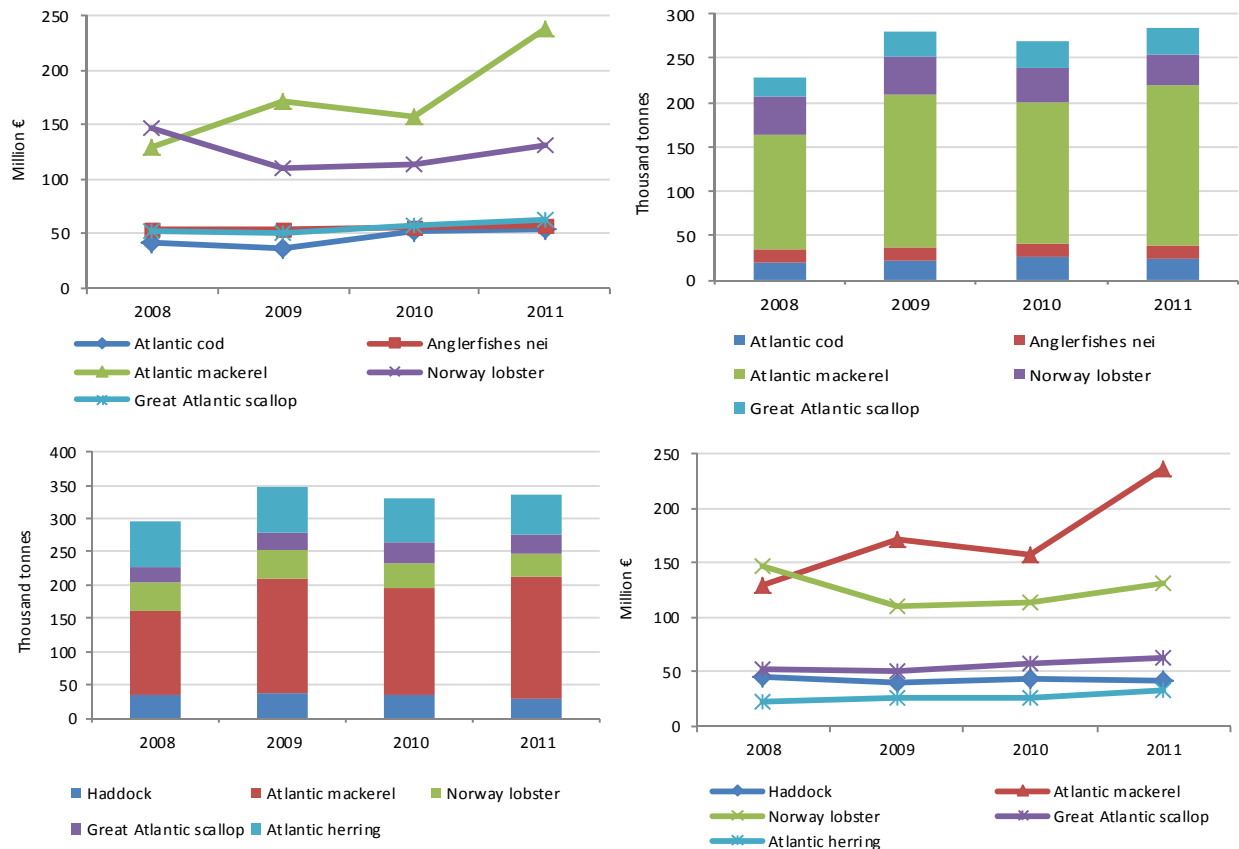 250
200
150
100
50
0
Million €
2008 2009 2010 2011
Atlantic cod Anglerfishes nei
Atlantic mackerel Norway lobster
Great Atlantic scallop
300
250
200
150
100
50
0
Thousand tonnes
2008 2009 2010 2011
Atlantic cod Anglerfishes nei
Atlantic mackerel Norway lobster
Great Atlantic scallop
400
350
300
250
200
150
100
50
0
Thousand tonnes
2008 2009 2010 2011
Haddock Atlantic mackerel Norway lobster
Great Atlantic scallop Atlantic herring
250
200
150
100
50
0
Million €
2008 2009 2010 2011
Haddock Atlantic mackerel
Norway lobster Great Atlantic scallop
Atlantic herring